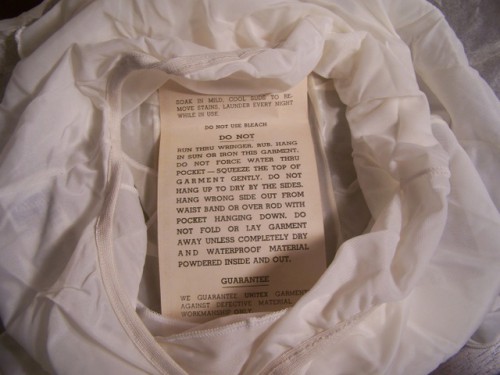 SOAK IN MILD, COOL SUDS TO RE-
MOVE STAINS. LAUNDER EVERY NIGHT
WHILE IN USE.
DO NOT USE BLEACH
DO NOT
RUN THRU WRINGER, RUB, HANG
IN SUN OR IRON THIS GARMENT.
DO NOT FORCE WATER THRU
POCKET — SQUEEZE THE TOP OF
GARMENT GENTLY. DO NOT
HANG UP TO DRY BY THE SIDES.
HANG WRONG SIDE OUT FROM
WAIST BAND OR OVER ROD WITH
POCKET HANGING DOWN. DO
NOT FOLD OR LAY GARMENT
AWAY UNLESS COMPLETELY DRY
AND WATERPROOF MATERIAL
POWDERED INSIDE AND OUT.
GUARANTEE
WE GUARANTEE UNISEX GARMENT
AGAINST DEFECTIVE MATERIAL
WORKMANSHIP ONLY